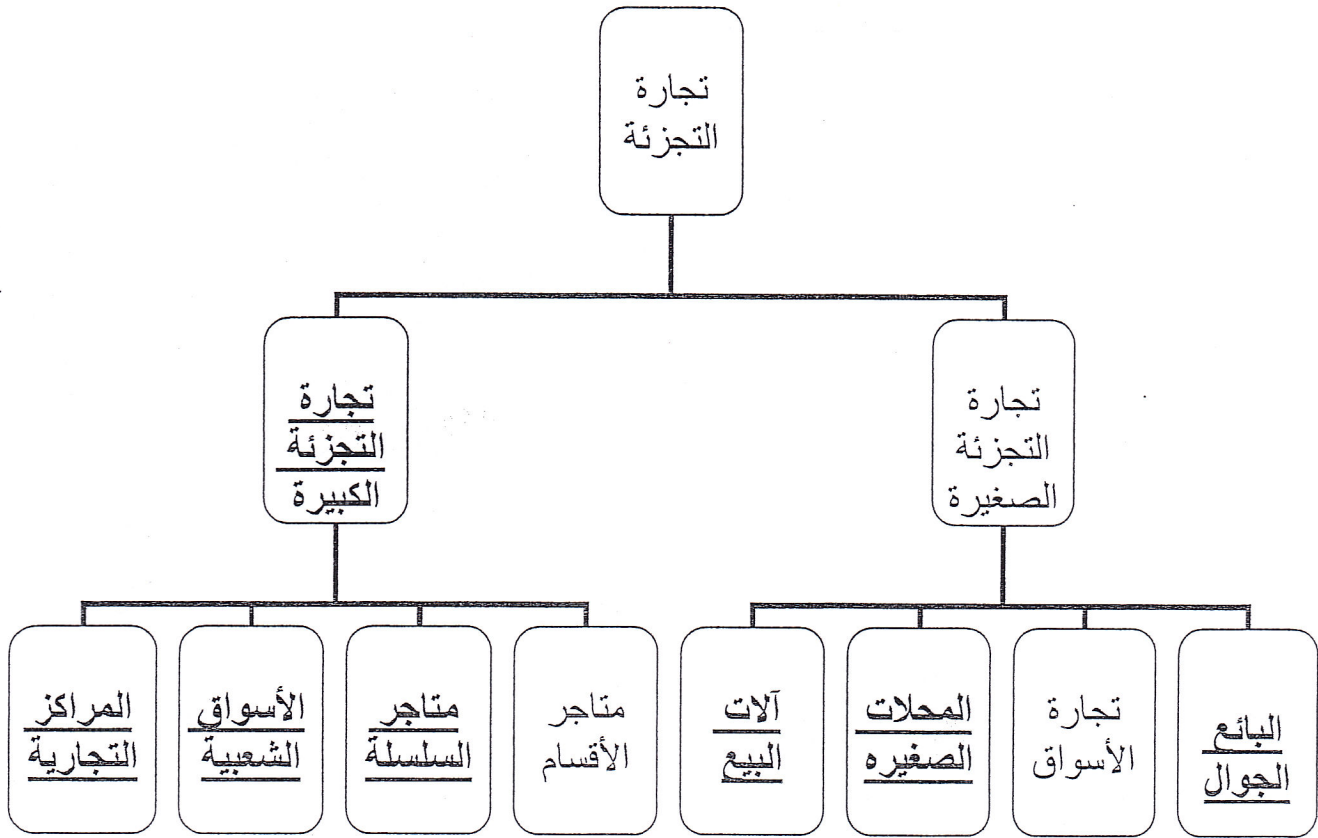 تجارة
التجزئة
تجارة
التجزئة
الصغيرة
تجارة
التجزئة
الكبيرة
البائع
الجوال
تجارة
الأسواق
المحلات
الصغيره
آلات
البيع
متاجر
الأقسام
متاجر
السلسلة
الأسواق
الشعبية
المراكز
التجارية